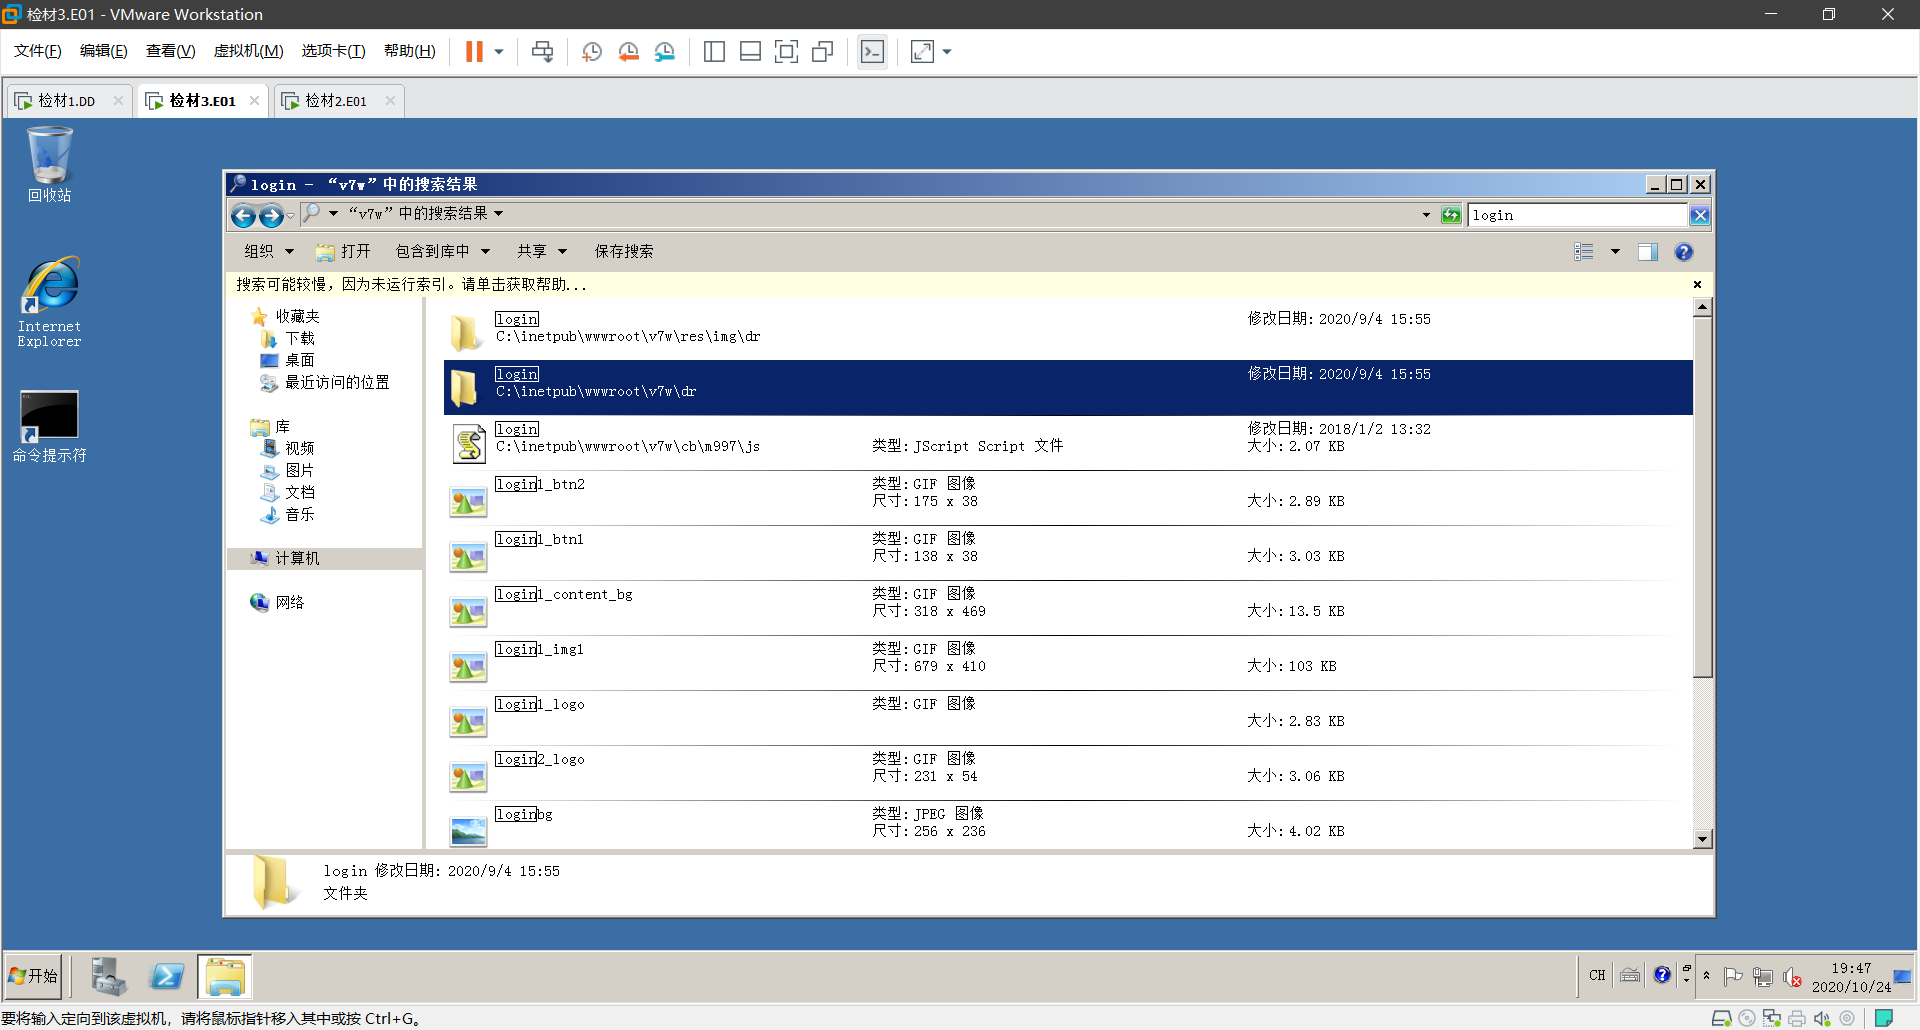 检材3.E01 - VMware Workstation
文件(F) 编辑(E) 查看(V) 虚拟机(M) 选项卡(T) 帮助(H)
检材1.DD 检材3.E01 检材2.E01
回收站
Internet
Explorer
命令提示符
login - “v7w”中的搜索结果
“v7w”中的搜索结果
login
组织 打开 包含到库中 共享 保存搜索
搜索可能较慢，因为未运行索引。请单击获取帮助...
收藏夹
下载
桌面
最近访问的位置
库
视频
图片
文档
音乐
计算机
网络
login 修改日期: 2020/9/4 15:55
C:\inetpub\wwwroot\v7w\res\img\dr
login 修改日期: 2020/9/4 15:55
C:\inetpub\wwwroot\v7w\dr
login 修改日期: 2018/1/2 13:32
C:\inetpub\wwwroot\v7w\cb\m997\js 类型: JScript Script 文件 大小: 2.07 KB
login1_btn2 类型: GIF 图像
尺寸: 175 x 38 大小: 2.89 KB
login1_btn1 类型: GIF 图像
尺寸: 138 x 38 大小: 3.03 KB
login1_content_bg 类型: GIF 图像
尺寸: 318 x 469 大小: 13.5 KB
login1_img1 类型: GIF 图像
尺寸: 679 x 410 大小: 103 KB
login1_logo 类型: GIF 图像
大小: 2.83 KB
login2_logo 类型: GIF 图像
尺寸: 231 x 54 大小: 3.06 KB
loginbg 类型: JPEG 图像
尺寸: 256 x 236 大小: 4.02 KB
login 修改日期: 2020/9/4 15:55
文件夹
开始
CH
19:47
2020/10/24
要将输入定向到该虚拟机，请将鼠标指针移入其中或按 Ctrl+G。